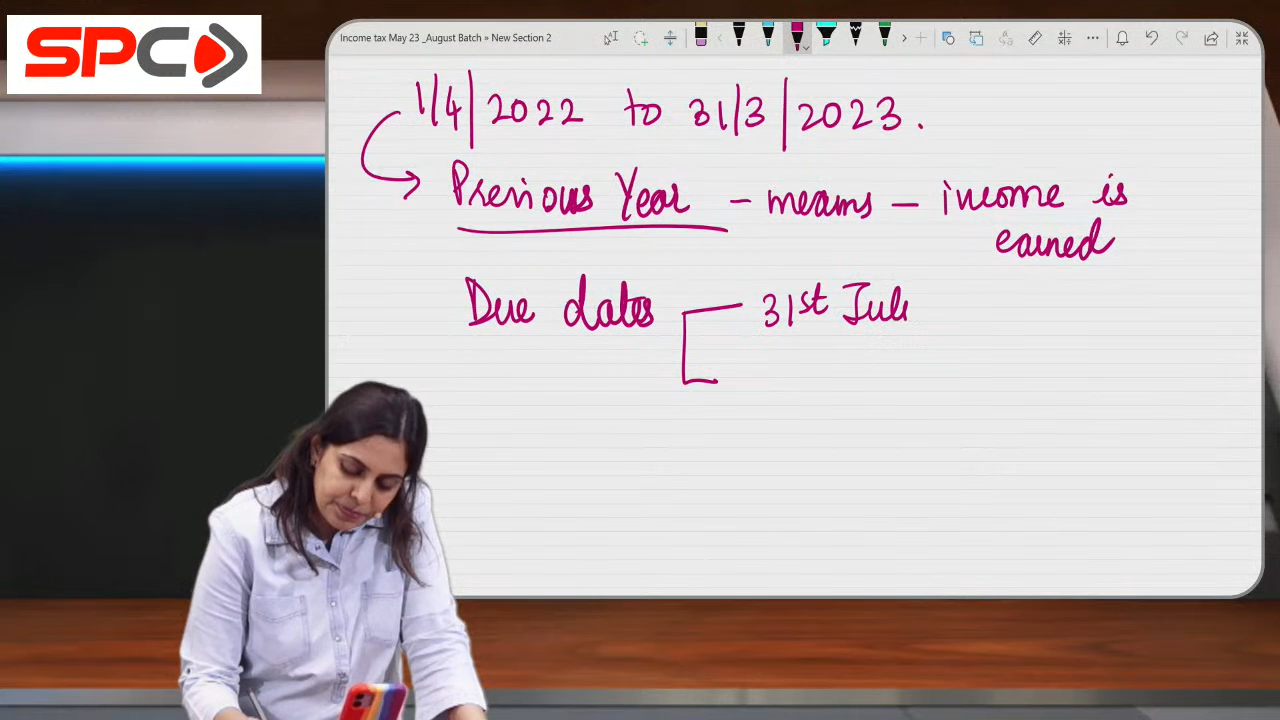 SPC
Income tax May 23 _August Batch » New Section 2
1/4/2022 to 31/3/2023.
Previous Year – means – income is
earned
Due dates 31st July